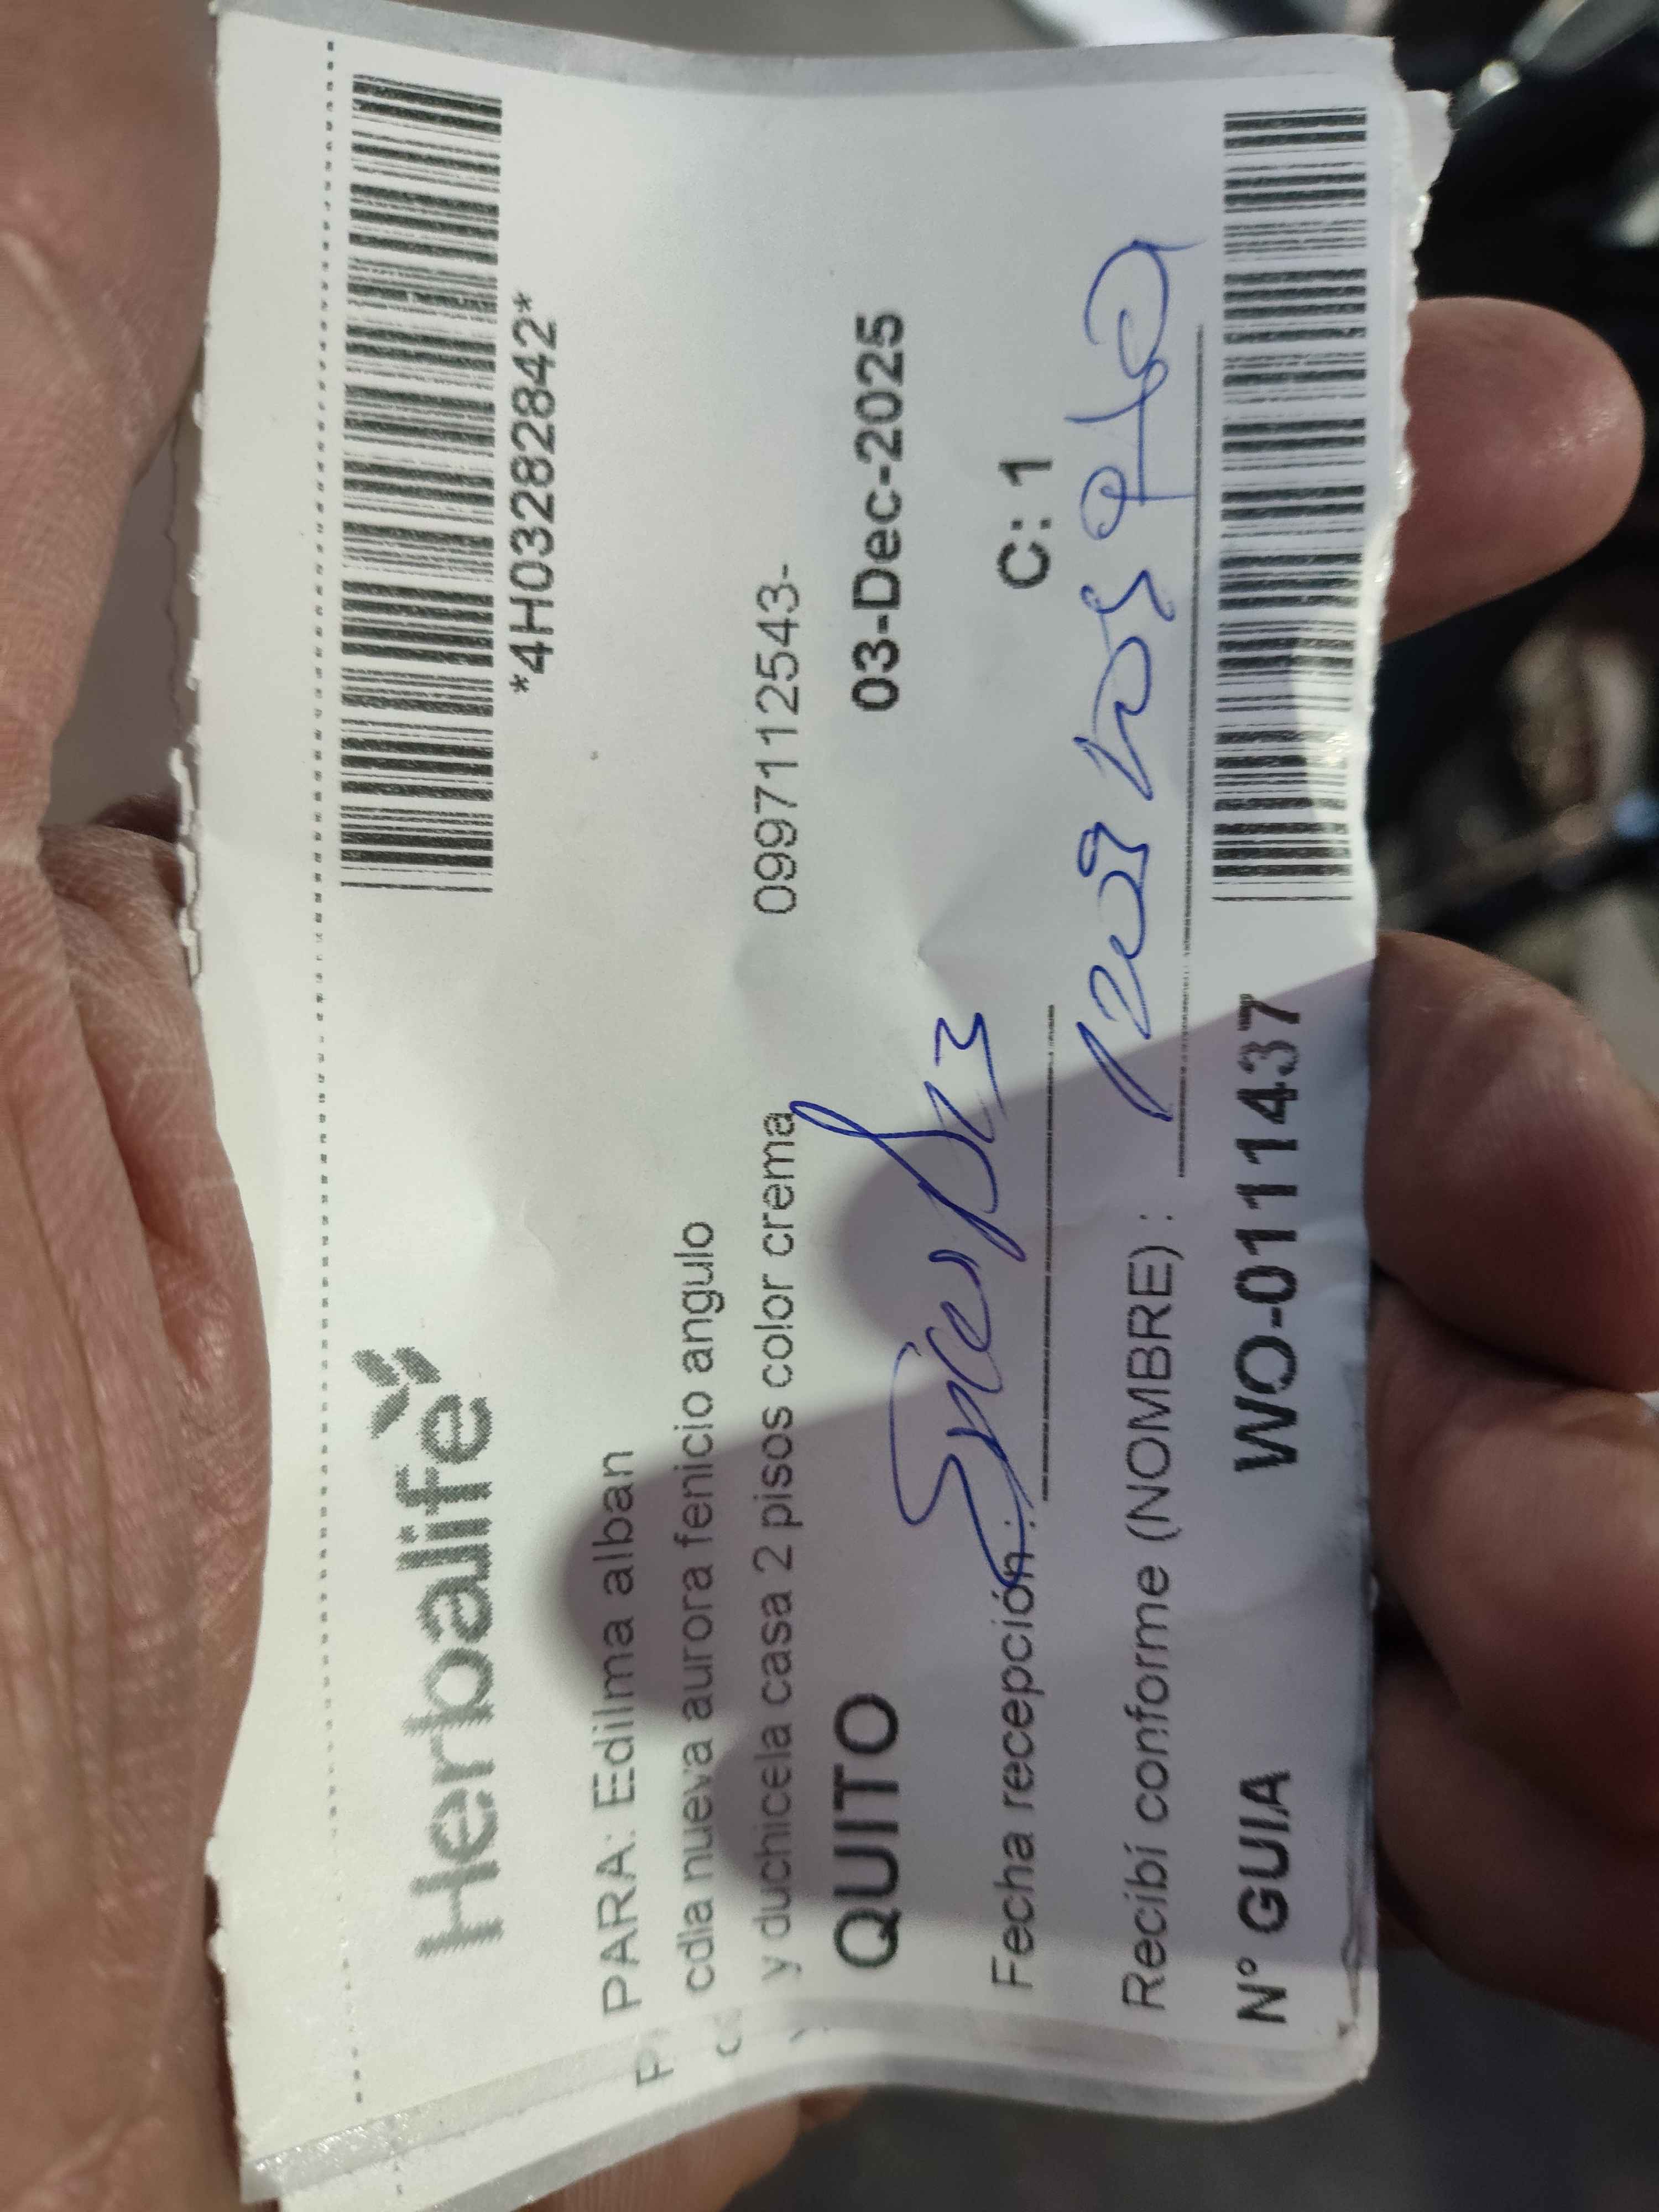 Herbalife
*4H03282842*
PARA: Edilma alban
cdla nueva aurora fenicio angulo
y duchicela casa 2 pisos color crema
0997112543-
QUITO
03-Dec-2025
Fecha recepción :
C: 1
Recibí conforme (NOMBRE) :
N° GUIA
WO-0111437